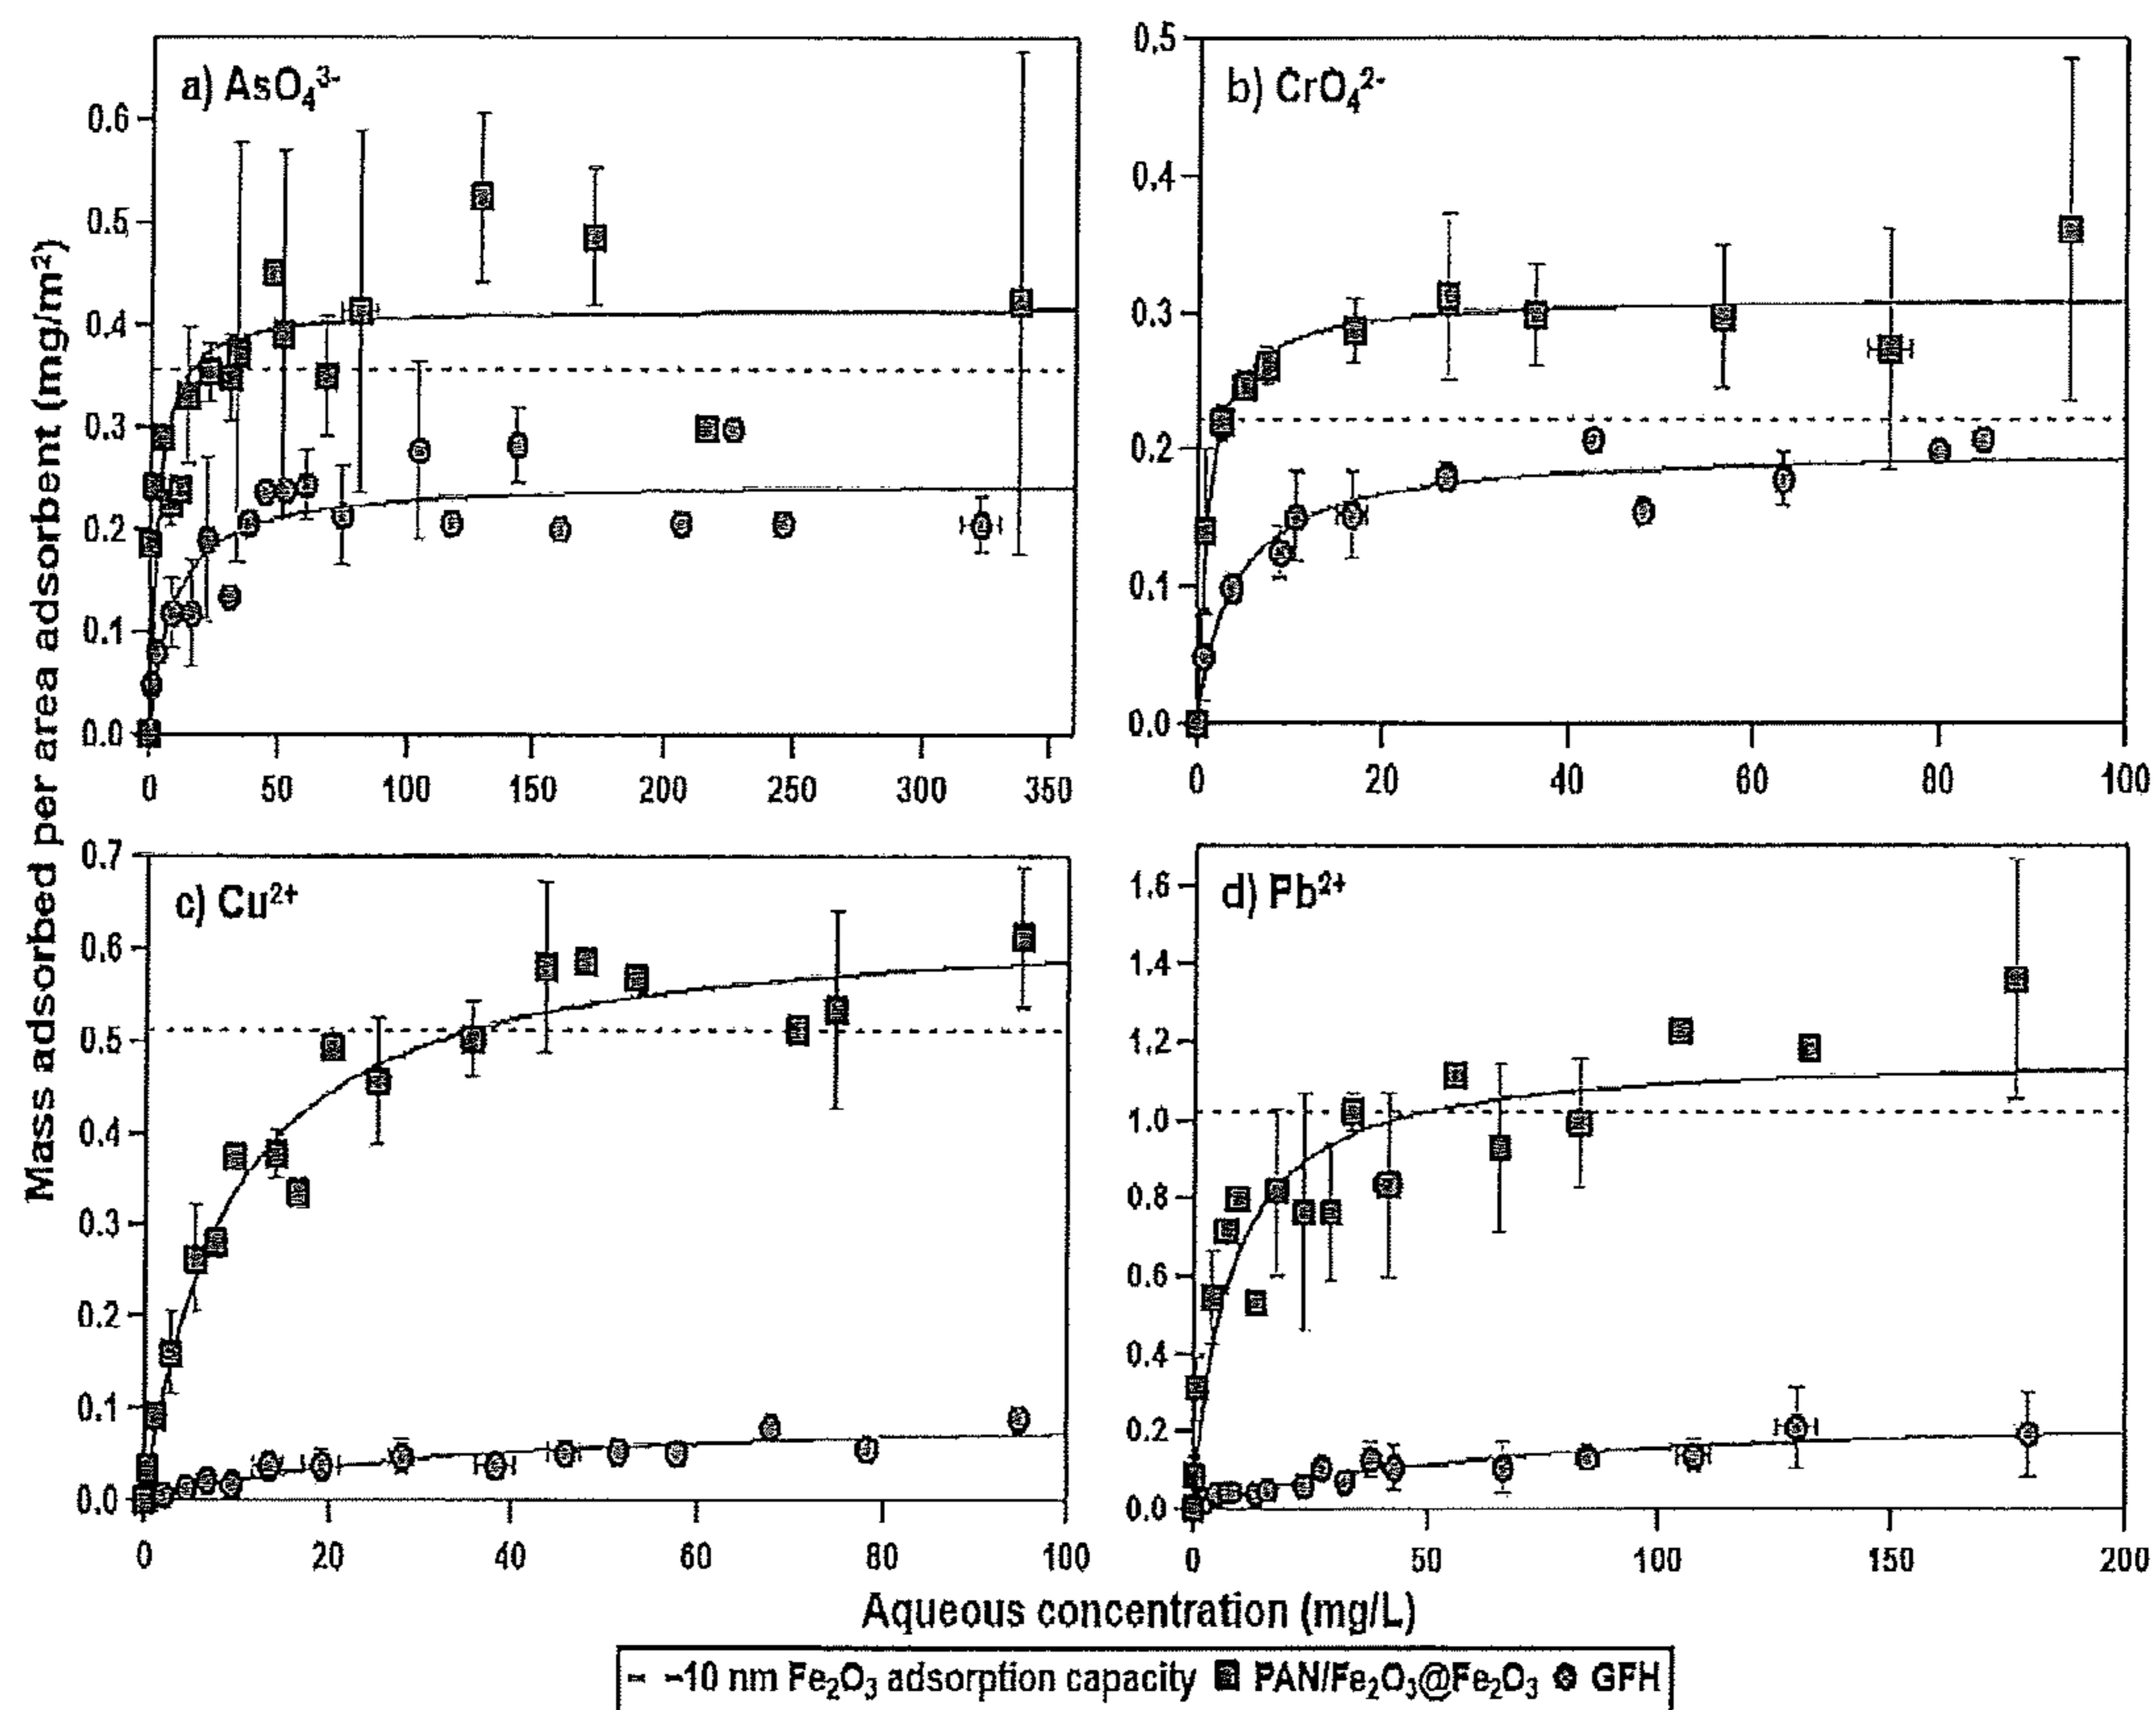 Mass adsorbed per area adsorbent (mg/m²)
a) AsO₄³⁻
0.6
0.5
0.4
0.3
0.2
0.1
0.0
0 50 100 150 200 250 300 350
b) CrO₄²⁻
0.5
0.4
0.3
0.2
0.1
0.0
0 20 40 60 80 100
c) Cu²⁺
0.7
0.6
0.5
0.4
0.3
0.2
0.1
0.0
0 20 40 60 80 100
d) Pb²⁺
1.6
1.4
1.2
1.0
0.8
0.6
0.4
0.2
0.0
0 50 100 150 200
Aqueous concentration (mg/L)
10 nm Fe₂O₃ adsorption capacity PAN/Fe₂O₃@Fe₂O₃ GFH